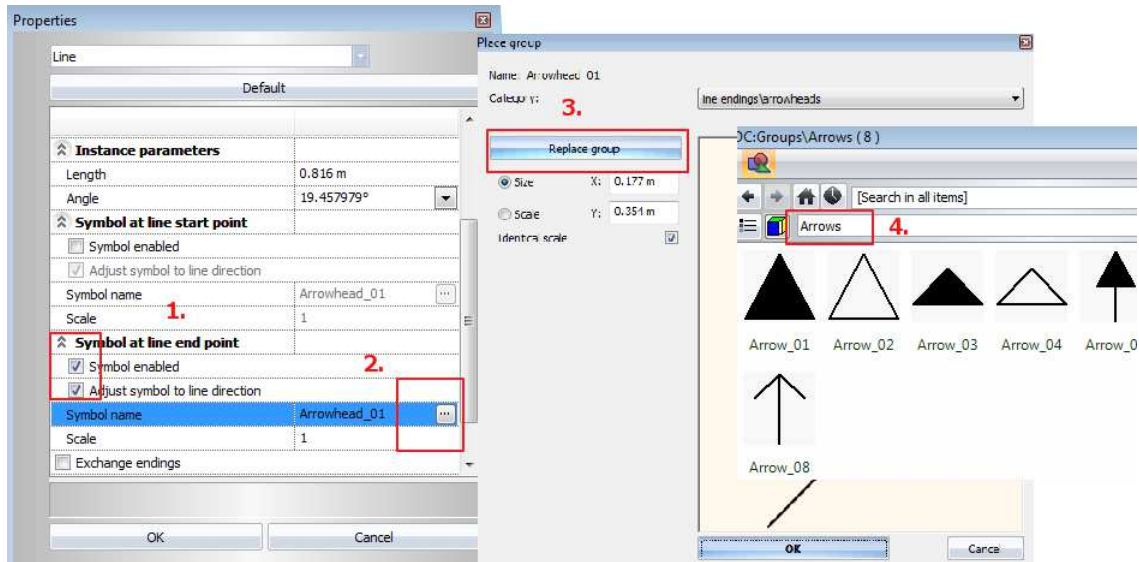 Properties
Line
Default
Instance parameters
Length 0.816 m
Angle 19.457979°
Symbol at line start point
Symbol enabled
Adjust symbol to line direction
Symbol name Arrowhead_01 ...
Scale 1
1.
Symbol at line end point
Symbol enabled
2.
Adjust symbol to line direction
Symbol name Arrowhead_01 ...
Scale 1
Exchange endings
OK Cancel
Place group
Name: Arrowhead 01
Category: ine endings\arrowheads
3.
Replace group
Size X: 0.177 m
Scale Y: 0.354 m
Identical scale
OK Cance
OC:Groups\Arrows ( 8 )
[Search in all items]
Arrows 4.
Arrow_01 Arrow_02 Arrow_03 Arrow_04 Arrow_0
Arrow_08